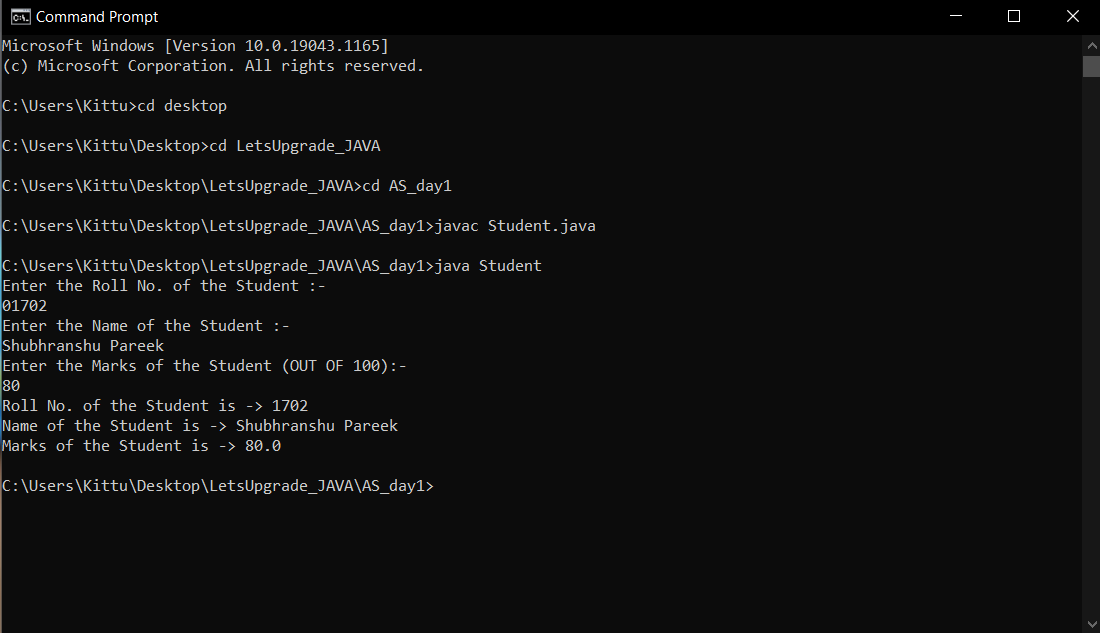 Command Prompt
Microsoft Windows [Version 10.0.19043.1165]
(c) Microsoft Corporation. All rights reserved.
C:\Users\Kittu>cd desktop
C:\Users\Kittu\Desktop>cd LetsUpgrade_JAVA
C:\Users\Kittu\Desktop\LetsUpgrade_JAVA>cd AS_day1
C:\Users\Kittu\Desktop\LetsUpgrade_JAVA\AS_day1>javac Student.java
C:\Users\Kittu\Desktop\LetsUpgrade_JAVA\AS_day1>java Student
Enter the Roll No. of the Student :-
01702
Enter the Name of the Student :-
Shubhranshu Pareek
Enter the Marks of the Student (OUT OF 100):-
80
Roll No. of the Student is -> 1702
Name of the Student is -> Shubhranshu Pareek
Marks of the Student is -> 80.0
C:\Users\Kittu\Desktop\LetsUpgrade_JAVA\AS_day1>